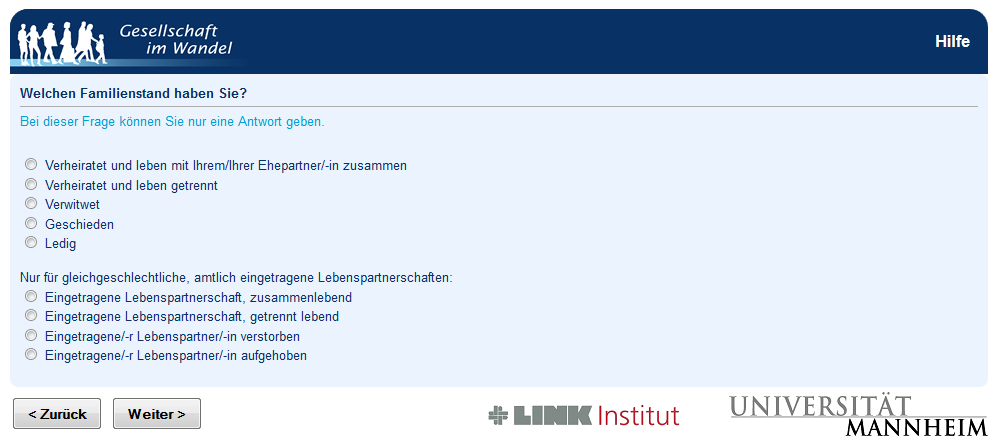 Gesellschaft
im Wandel
Hilfe
Welchen Familienstand haben Sie?
Bei dieser Frage können Sie nur eine Antwort geben.
Verheiratet und leben mit Ihrem/Ihrer Ehepartner/-in zusammen
Verheiratet und leben getrennt
Verwitwet
Geschieden
Ledig
Nur für gleichgeschlechtliche, amtlich eingetragene Lebenspartnerschaften:
Eingetragene Lebenspartnerschaft, zusammenlebend
Eingetragene Lebenspartnerschaft, getrennt lebend
Eingetragene/-r Lebenspartner/-in verstorben
Eingetragene/-r Lebenspartner/-in aufgehoben
< Zurück Weiter >
LINK Institut
UNIVERSITÄT
MANNHEIM